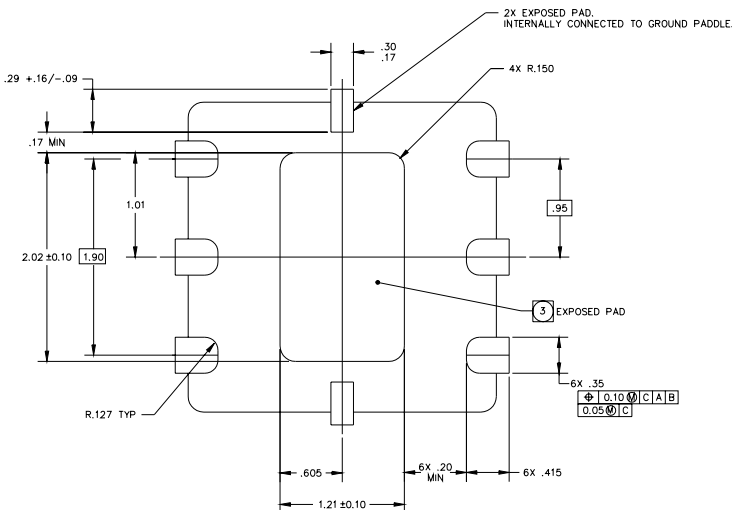 2X EXPOSED PAD.
INTERNALLY CONNECTED TO GROUND PADDLE.
.30
.17
4X R.150
.29 +.16/-.09
.17 MIN
1.01
.95
2.02 ±0.10
1.90
3
EXPOSED PAD
R.127 TYP
6X .35
⌖ 0.10 Ⓜ C A B
0.05 Ⓜ C
.605
6X .20
MIN
6X .415
1.21 ±0.10